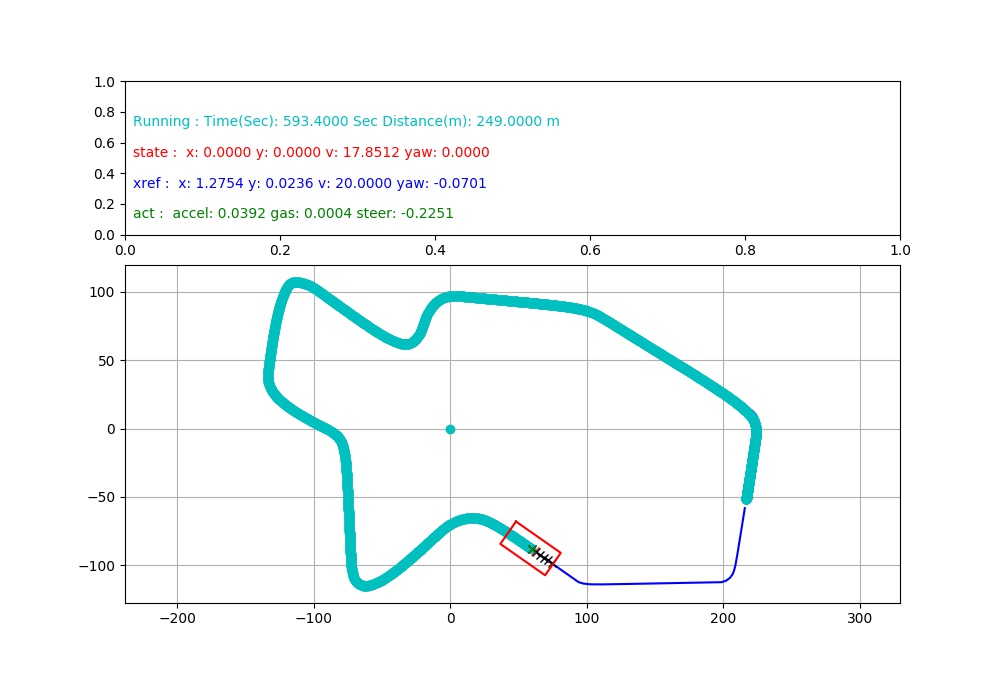 1.0
0.8
0.6
0.4
0.2
0.0
Running : Time(Sec): 593.4000 Sec Distance(m): 249.0000 m
state :  x: 0.0000 y: 0.0000 v: 17.8512 yaw: 0.0000
xref :  x: 1.2754 y: 0.0236 v: 20.0000 yaw: -0.0701
act :  accel: 0.0392 gas: 0.0004 steer: -0.2251
0.0 0.2 0.4 0.6 0.8 1.0
100
50
0
−50
−100
−200 −100 0 100 200 300